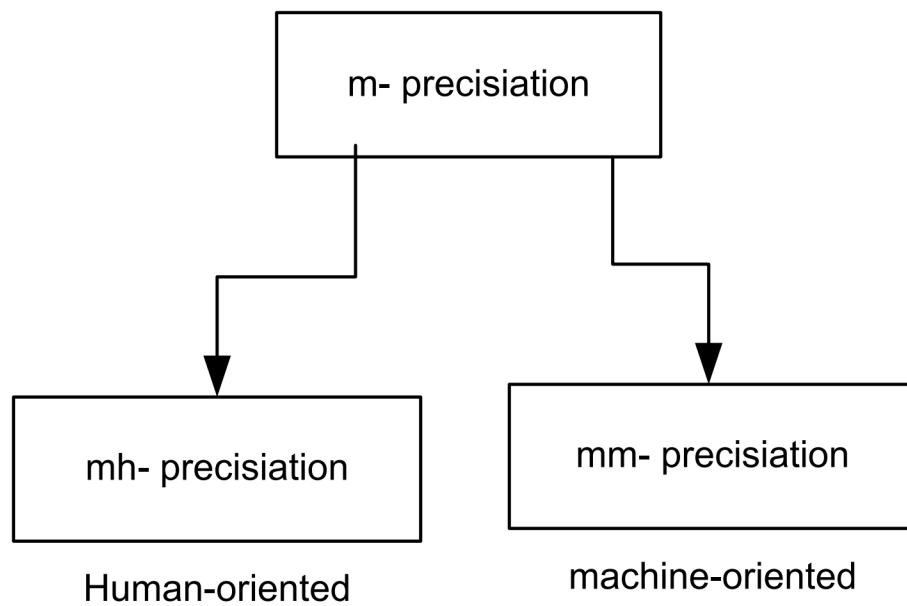 m- precisiation
mh- precisiation
mm- precisiation
Human-oriented
machine-oriented